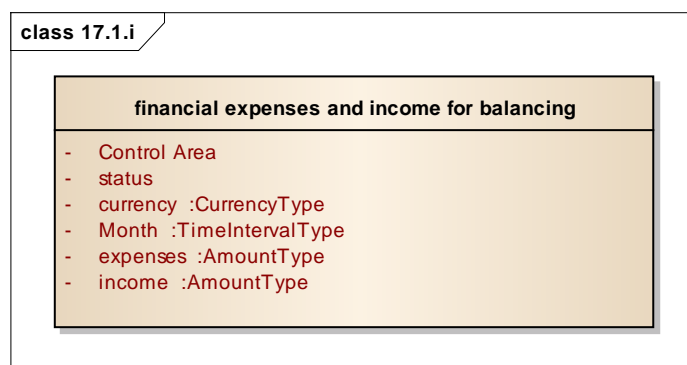 class 17.1.i
financial expenses and income for balancing
- Control Area
- status
- currency :CurrencyType
- Month :TimeIntervalType
- expenses :AmountType
- income :AmountType